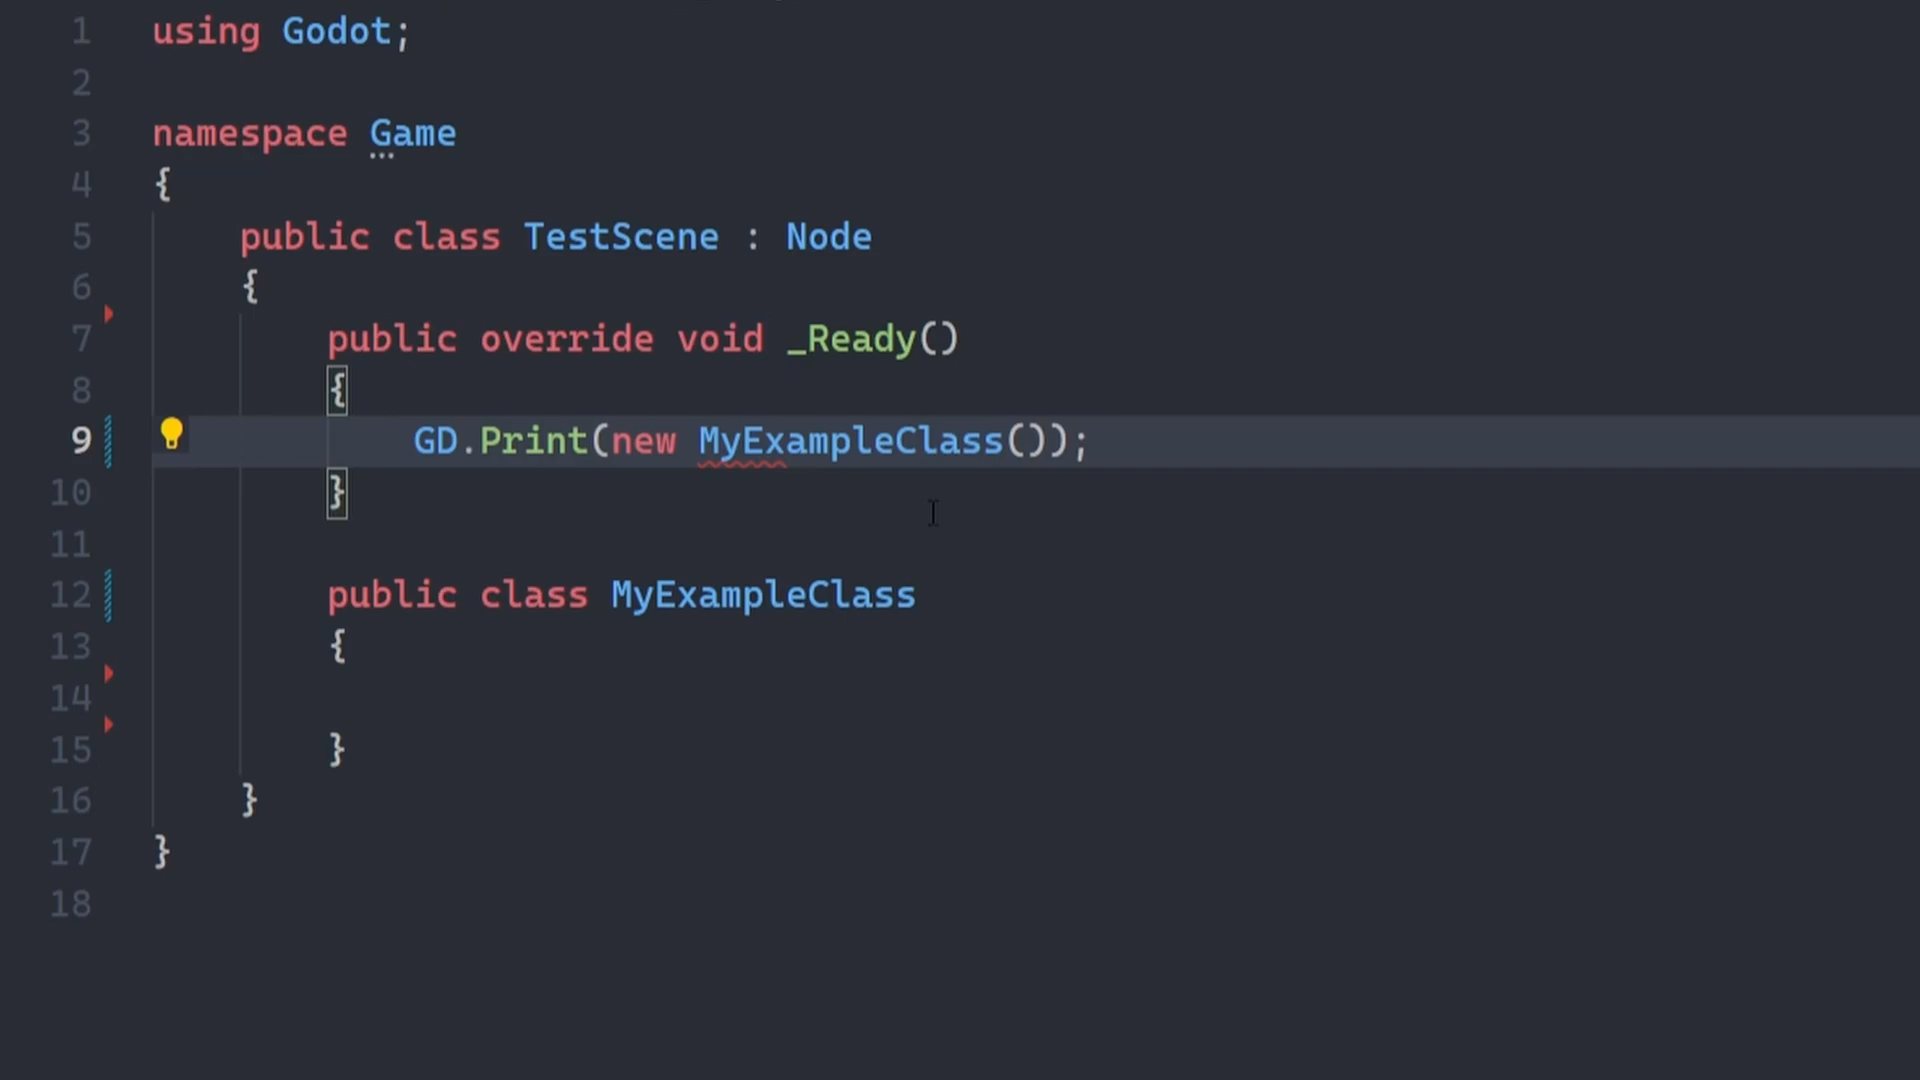 1 using Godot;
2
3 namespace Game
4 {
5 public class TestScene : Node
6 {
7 public override void _Ready()
8 {
9 GD.Print(new MyExampleClass());
10 }
11
12 public class MyExampleClass
13 {
14
15 }
16 }
17 }
18